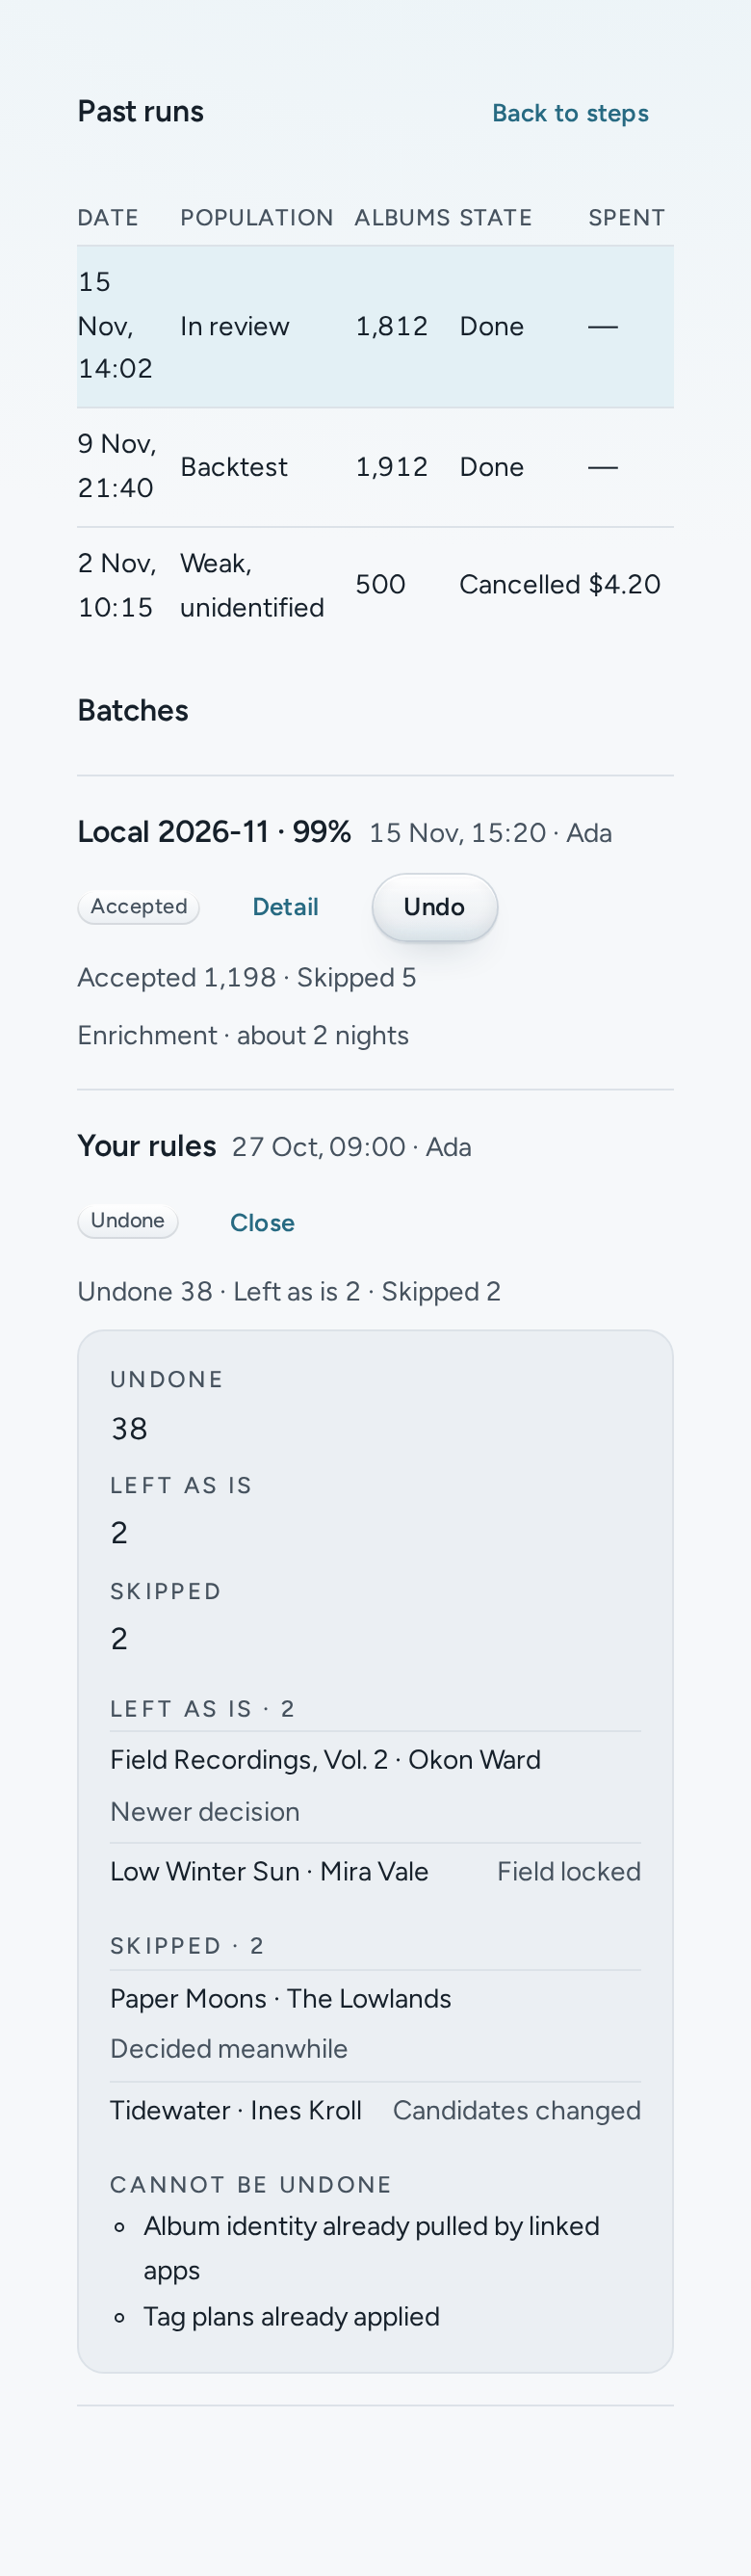 Past runs Back to steps
DATE POPULATION ALBUMS STATE SPENT
15 Nov, 14:02 In review 1,812 Done —
9 Nov, 21:40 Backtest 1,912 Done —
2 Nov, 10:15 Weak, unidentified 500 Cancelled $4.20
Batches
Local 2026-11 · 99% 15 Nov, 15:20 · Ada
Accepted Detail Undo
Accepted 1,198 · Skipped 5
Enrichment · about 2 nights
Your rules 27 Oct, 09:00 · Ada
Undone Close
Undone 38 · Left as is 2 · Skipped 2
UNDONE
38
LEFT AS IS
2
SKIPPED
2
LEFT AS IS · 2
Field Recordings, Vol. 2 · Okon Ward
Newer decision
Low Winter Sun · Mira Vale Field locked
SKIPPED · 2
Paper Moons · The Lowlands
Decided meanwhile
Tidewater · Ines Kroll Candidates changed
CANNOT BE UNDONE
Album identity already pulled by linked
apps
Tag plans already applied